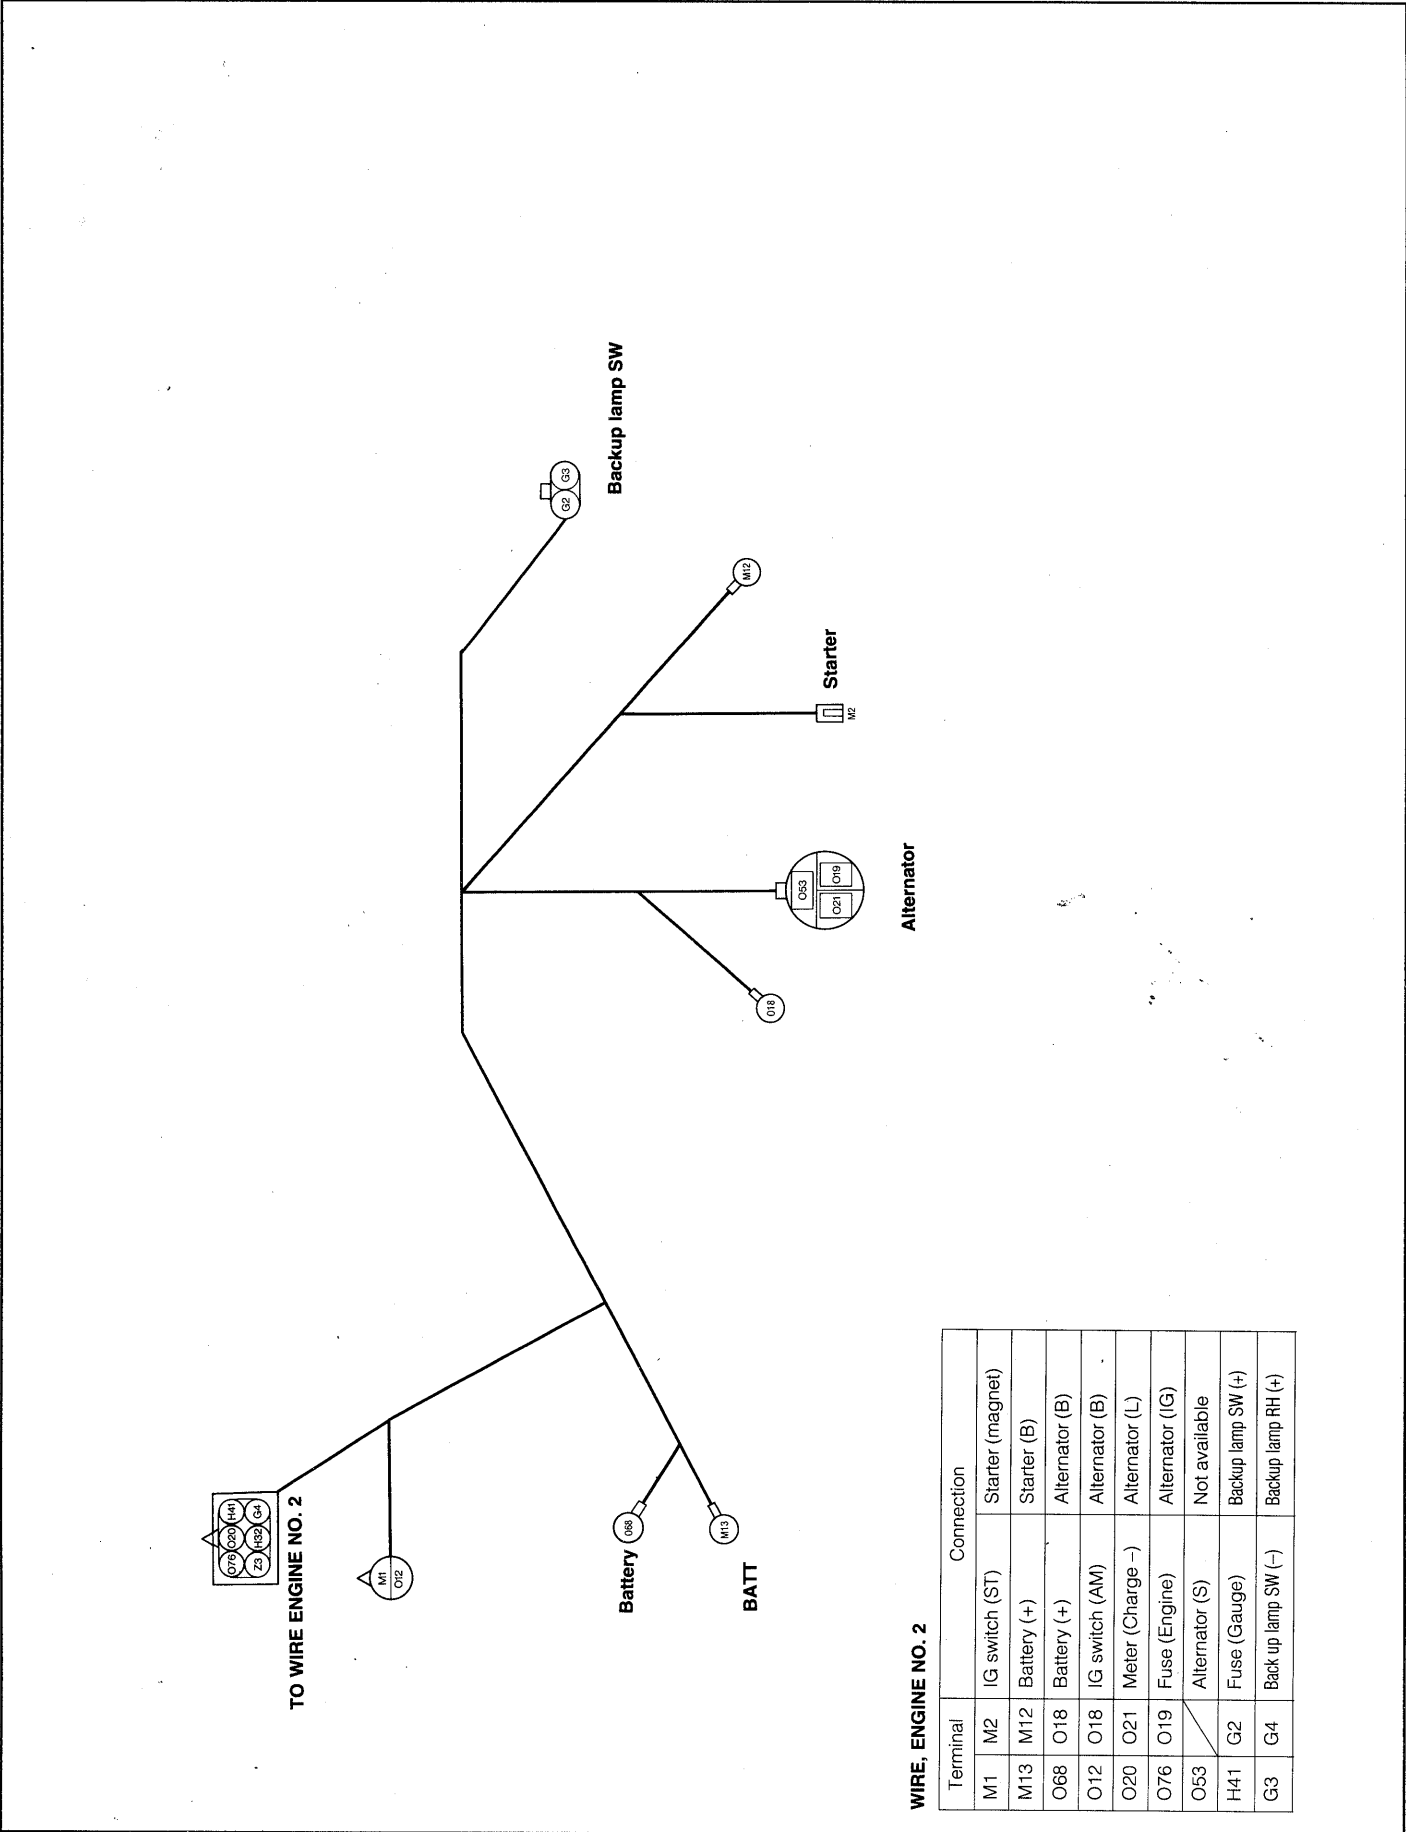 TO WIRE ENGINE NO. 2
O76 O20 H41
Z3 H32 G4
M1
O12
Battery
O68
BATT
M13
O18
Alternator
O53
O21 O19
Starter
M2
M12
Backup lamp SW
G2 G3
WIRE, ENGINE NO. 2
Terminal Connection
M1 M2 IG switch (ST) Starter (magnet)
M13 M12 Battery (+) Starter (B)
O68 O18 Battery (+) Alternator (B)
O12 O18 IG switch (AM) Alternator (B)
O20 O21 Meter (Charge −) Alternator (L)
O76 O19 Fuse (Engine) Alternator (IG)
O53 Alternator (S) Not available
H41 G2 Fuse (Gauge) Backup lamp SW (+)
G3 G4 Back up lamp SW (−) Backup lamp RH (+)